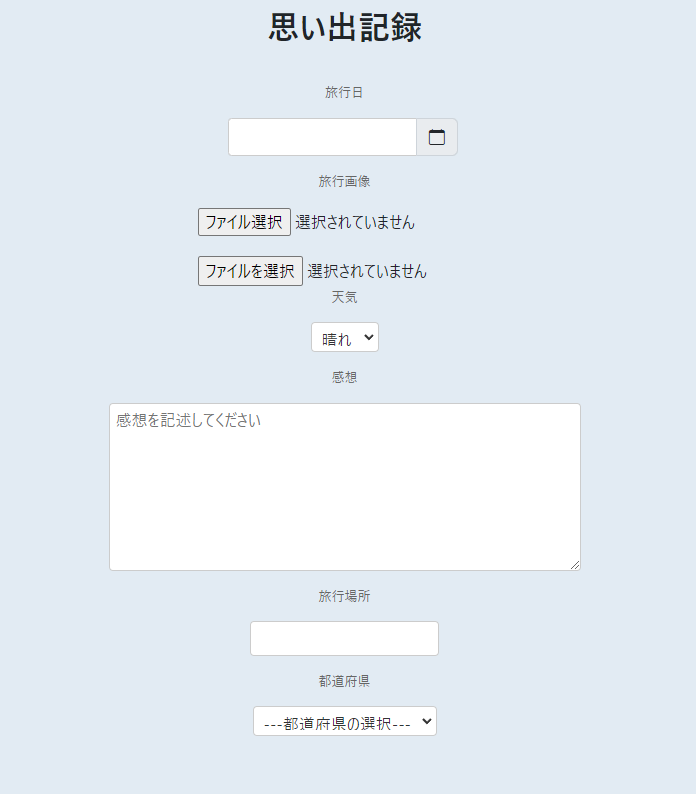 思い出記録
旅行日
旅行画像
ファイル選択 選択されていません
ファイルを選択 選択されていません
天気
晴れ
感想
感想を記述してください
旅行場所
都道府県
---都道府県の選択---